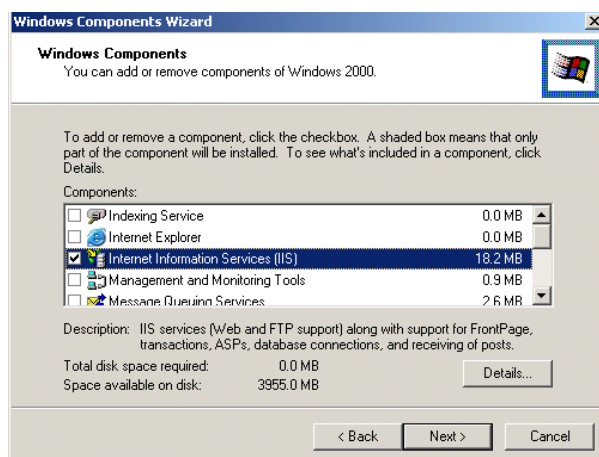 Windows Components Wizard
Windows Components
You can add or remove components of Windows 2000.
To add or remove a component, click the checkbox. A shaded box means that only
part of the component will be installed. To see what's included in a component, click
Details.
Components:
Indexing Service 0.0 MB
Internet Explorer 0.0 MB
Internet Information Services (IIS) 18.2 MB
Management and Monitoring Tools 0.9 MB
Message Queuing Services 2.6 MB
Description: IIS services (Web and FTP support) along with support for FrontPage,
transactions, ASPs, database connections, and receiving of posts.
Total disk space required: 0.0 MB
Space available on disk: 3955.0 MB
Details...
< Back Next > Cancel